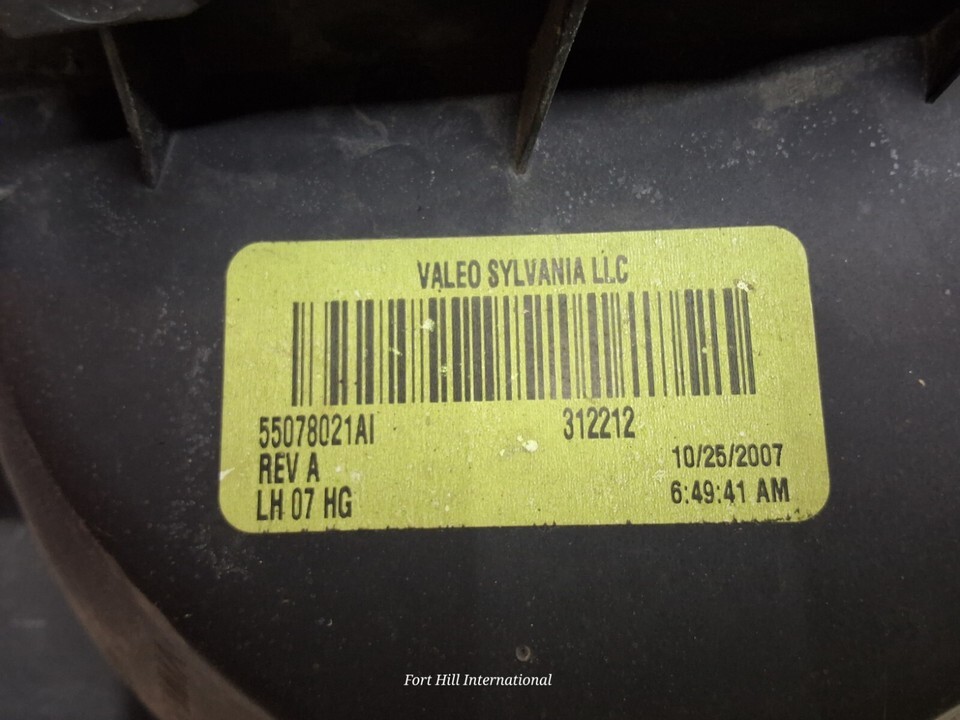 VALEO SYLVANIA LLC
55078021AI 312212
REV A 10/25/2007
LH 07 HG 6:49:41 AM
Fort Hill International